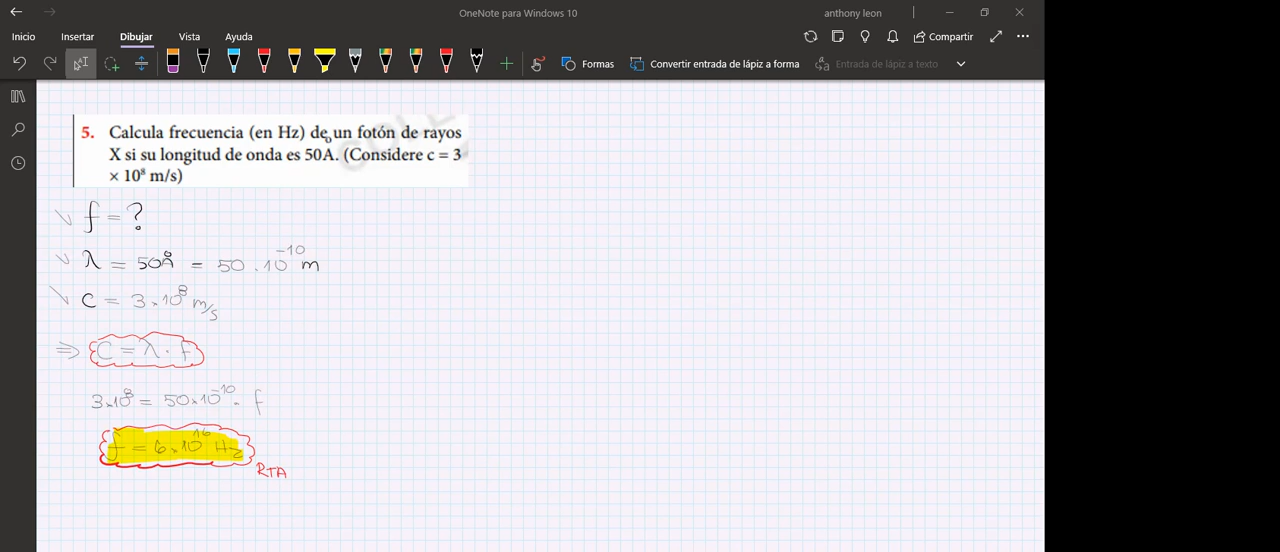 OneNote para Windows 10
anthony leon
Inicio Insertar Dibujar Vista Ayuda
Compartir
Formas Convertir entrada de lápiz a forma Entrada de lápiz a texto
5. Calcula frecuencia (en Hz) de un fotón de rayos
X si su longitud de onda es 50Å. (Considere c = 3
× 10⁸ m/s)
f = ?
λ = 50Å = 50 . 10⁻¹⁰ m
c = 3×10⁸ m/s
⇒ C = λ . f
3×10⁸ = 50×10⁻¹⁰ . f
f = 6×10¹⁶ Hz
RTA